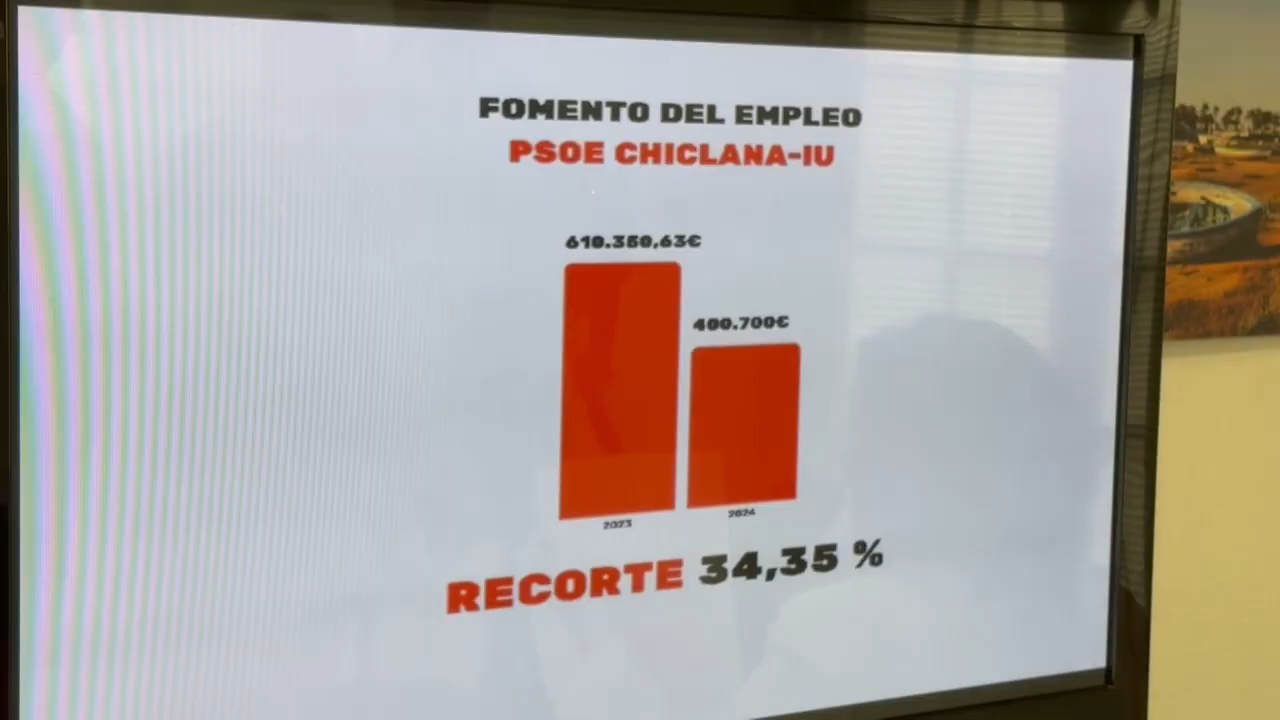 FOMENTO DEL EMPLEO
PSOE CHICLANA-IU
610.350,63€
400.700€
2023
2024
RECORTE 34,35 %